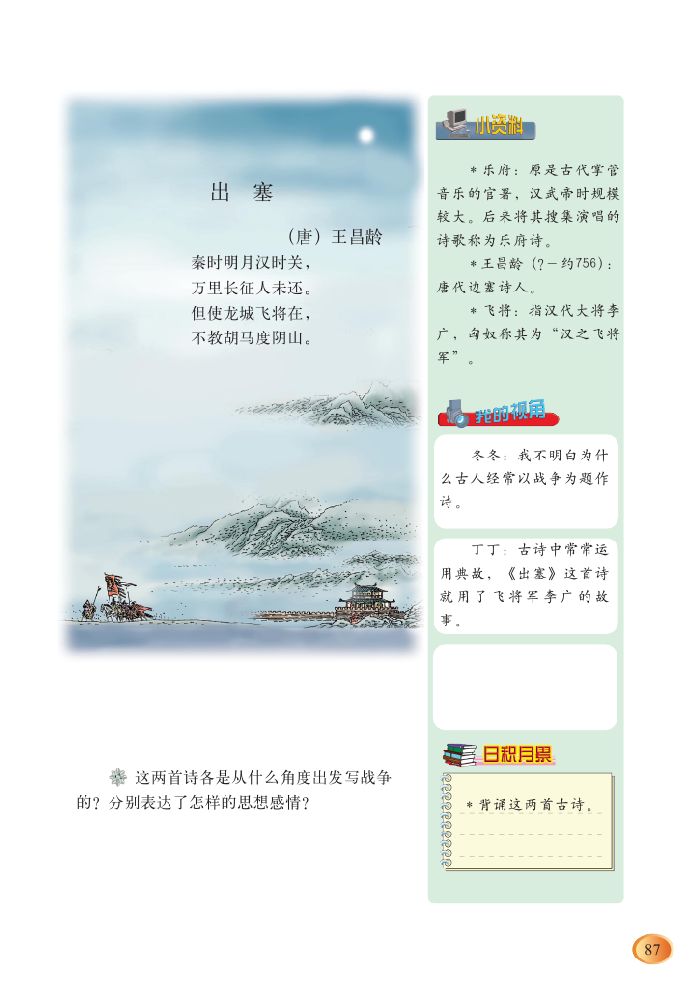 出 塞
（唐）王昌龄
秦时明月汉时关，
万里长征人未还。
但使龙城飞将在，
不教胡马度阴山。
这两首诗各是从什么角度出发写战争
的？分别表达了怎样的思想感情？
小资料
*乐府：原是古代掌管
音乐的官署，汉武帝时规模
较大。后来将其搜集演唱的
诗歌称为乐府诗。
*王昌龄（?－约756）：
唐代边塞诗人。
*飞将：指汉代大将李
广，匈奴称其为“汉之飞将
军”。
我的视角
冬冬：我不明白为什
么古人经常以战争为题作
诗。
丁丁：古诗中常常运
用典故，《出塞》这首诗
就用了飞将军李广的故
事。
日积月累
*背诵这两首古诗。
87